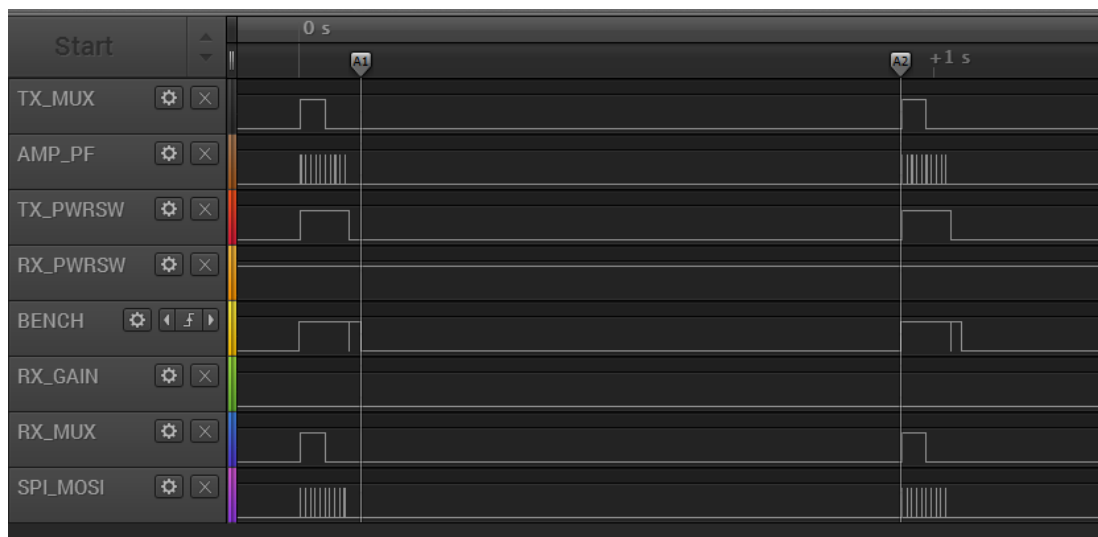 0 s
Start
A1
A2
+1 s
TX_MUX
AMP_PF
TX_PWRSW
RX_PWRSW
BENCH
RX_GAIN
RX_MUX
SPI_MOSI